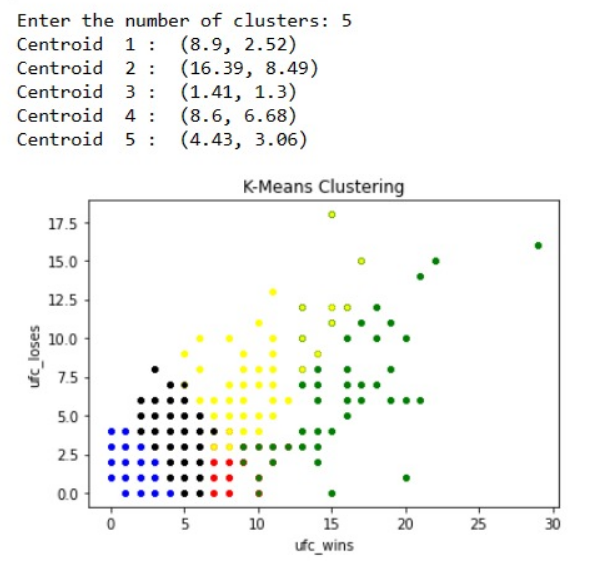 Enter the number of clusters: 5
Centroid 1 : (8.9, 2.52)
Centroid 2 : (16.39, 8.49)
Centroid 3 : (1.41, 1.3)
Centroid 4 : (8.6, 6.68)
Centroid 5 : (4.43, 3.06)
K-Means Clustering
17.5
15.0
12.5
10.0
7.5
5.0
2.5
0.0
ufc_loses
0 5 10 15 20 25 30
ufc_wins